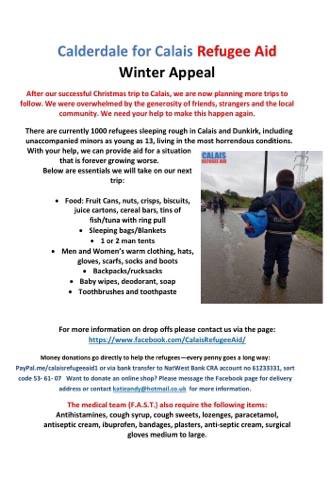 Calderdale for Calais Refugee Aid
Winter Appeal
After our successful Christmas trip to Calais, we are now planning more trips to
follow. We were overwhelmed by the generosity of friends, strangers and the local
community. We need your help to make this happen again.
There are currently 1000 refugees sleeping rough in Calais and Dunkirk, including
unaccompanied minors as young as 13, living in the most horrendous conditions.
With your help, we can provide aid for a situation
that is forever growing worse.
Below are essentials we will take on our next
trip:
• Food: Fruit Cans, nuts, crisps, biscuits,
juice cartons, cereal bars, tins of
fish/tuna with ring pull
• Sleeping bags/Blankets
• 1 or 2 man tents
• Men and Women's warm clothing, hats,
gloves, scarfs, socks and boots
• Backpacks/rucksacks
• Baby wipes, deodorant, soap
• Toothbrushes and toothpaste
CALAIS
REFUGEE AID
For more information on drop offs please contact us via the page:
https://www.facebook.com/CalaisRefugeeAid/
Money donations go directly to help the refugees—every penny goes a long way:
PayPal.me/calaisrefugeeaid1 or via bank transfer to NatWest Bank CRA account no 61233331, sort
code 53- 61- 07 Want to donate an online shop? Please message the Facebook page for delivery
address or contact katieandy@hotmail.co.uk for more information.
The medical team (F.A.S.T.) also require the following items:
Antihistamines, cough syrup, cough sweets, lozenges, paracetamol,
antiseptic cream, ibuprofen, bandages, plasters, anti-septic cream, surgical
gloves medium to large.